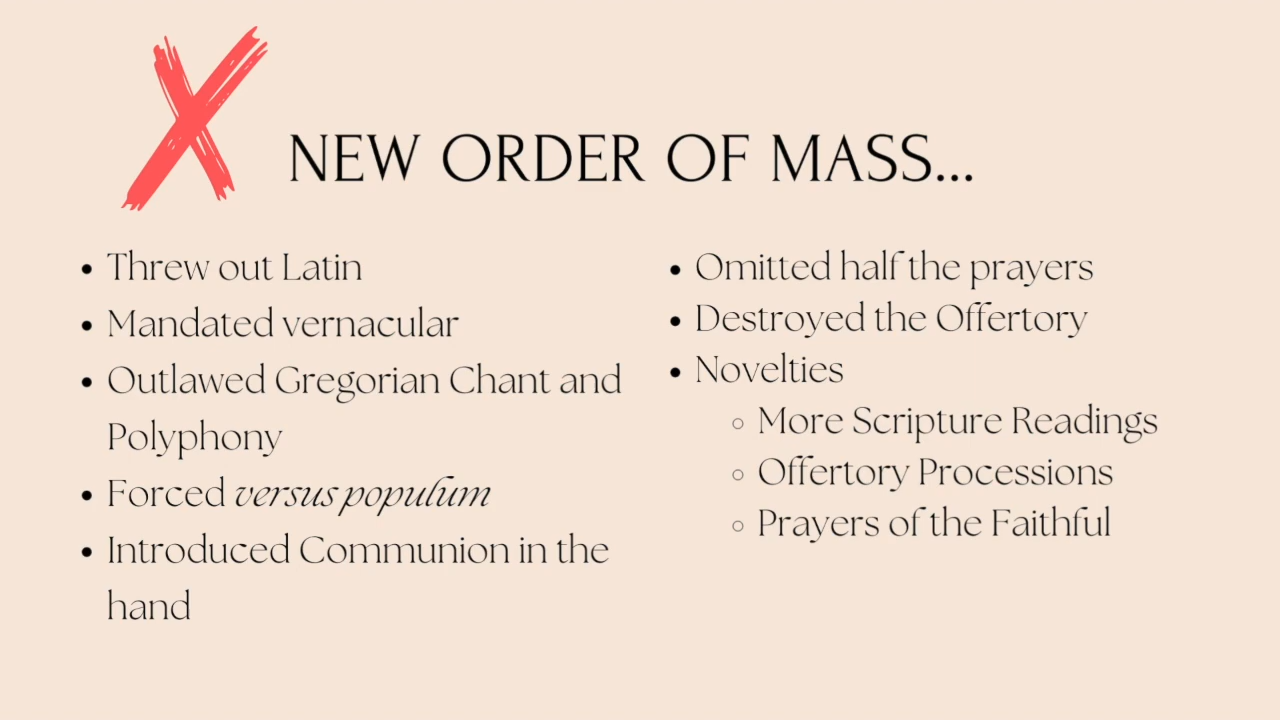 NEW ORDER OF MASS...
Threw out Latin
Mandated vernacular
Outlawed Gregorian Chant and
Polyphony
Forced versus populum
Introduced Communion in the
hand
Omitted half the prayers
Destroyed the Offertory
Novelties
More Scripture Readings
Offertory Processions
Prayers of the Faithful